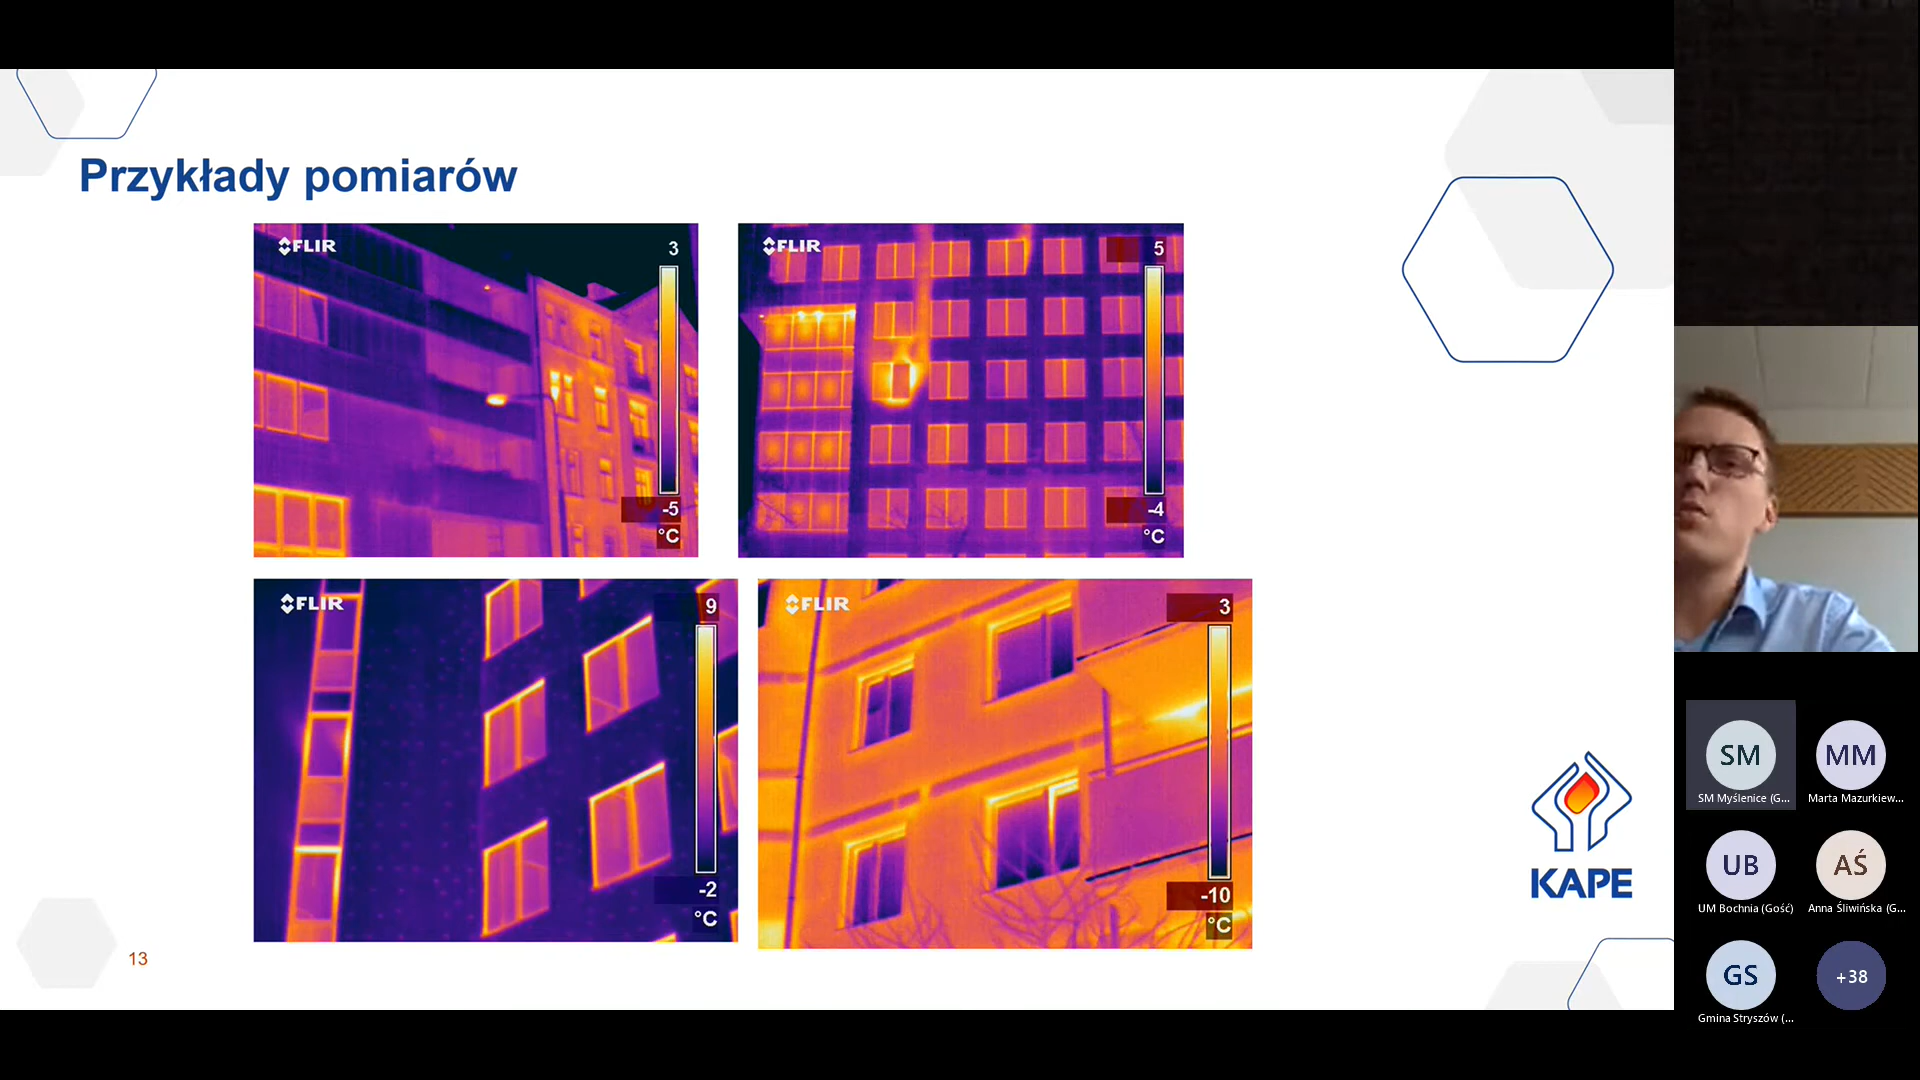 Przykłady pomiarów
FLIR
3
-5
°C
FLIR
5
-4
°C
FLIR
9
-2
°C
FLIR
3
-10
°C
KAPE
13
SM
SM Myślenice (G...
MM
Marta Mazurkiew...
UB
UM Bochnia (Gość)
AŚ
Anna Śliwińska (G...
GS
Gmina Stryszów (...
+38